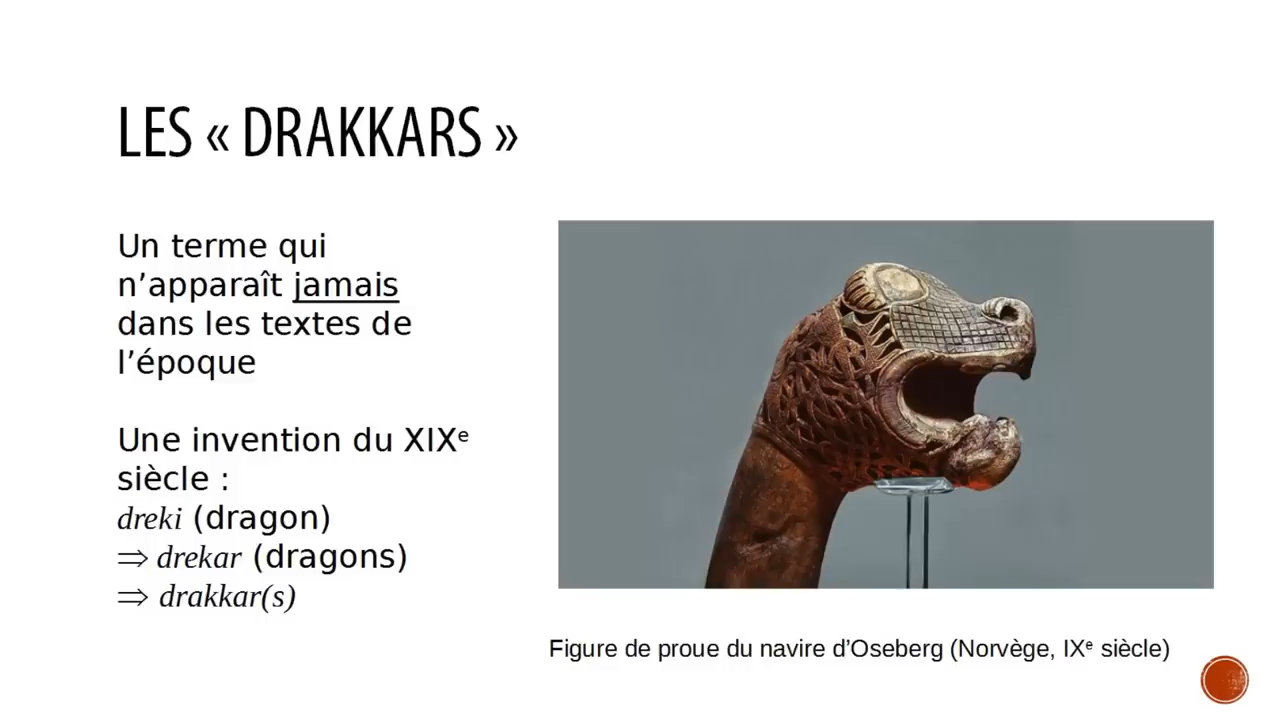 LES « DRAKKARS »
Un terme qui
n’apparaît jamais
dans les textes de
l’époque
Une invention du XIXᵉ
siècle :
dreki (dragon)
⇒ drekar (dragons)
⇒ drakkar(s)
Figure de proue du navire d’Oseberg (Norvège, IXᵉ siècle)